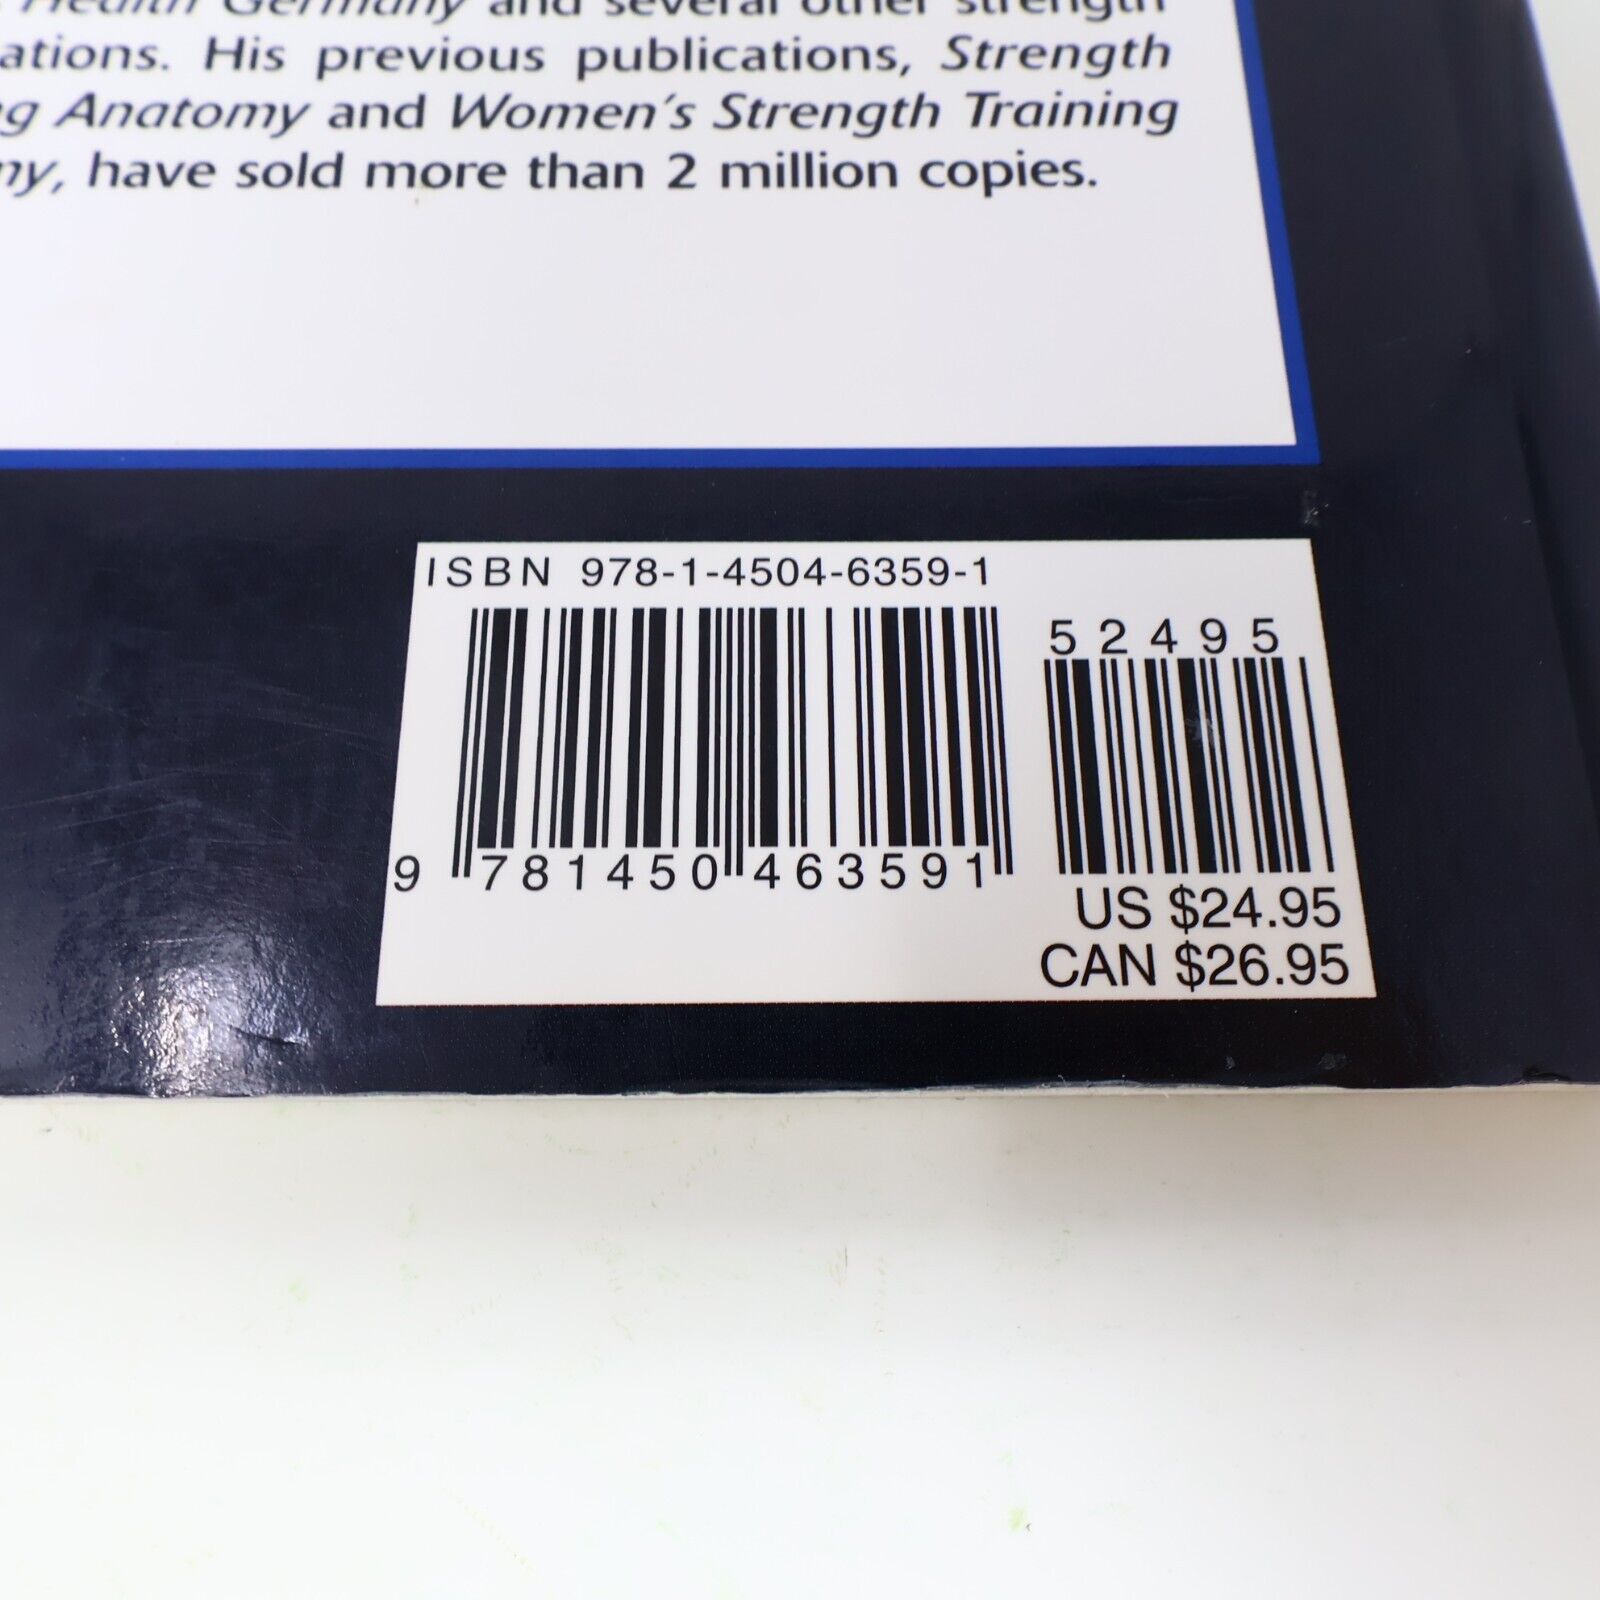 Health Germany and several other strength
ations. His previous publications, Strength
g Anatomy and Women's Strength Training
ny, have sold more than 2 million copies.
ISBN 978-1-4504-6359-1
52495
9 781450 463591
US $24.95
CAN $26.95